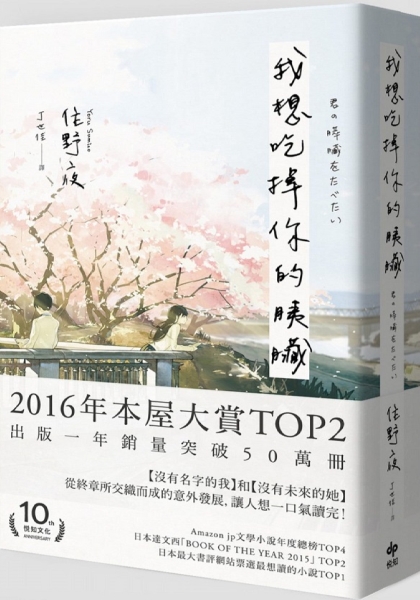 我想吃掉你的胰臟
君の膵臓をたべたい
Yoru Sumino
住野夜
丁世佳—譯
2016年本屋大賞TOP2
出版一年銷量突破50萬冊
【沒有名字的我】和【沒有未來的她】
從終章所交織而成的意外發展，讓人想一口氣讀完！
Amazon jp文學小說年度總榜TOP4
日本達文西「BOOK OF THE YEAR 2015」TOP2
日本最大書評網站票選最想讀的小說TOP1
10th
悅知文化
ANNIVERSARY
我想吃掉你的胰臟
君の膵臓をたべたい
住野夜
丁世佳—譯
dp
悅知